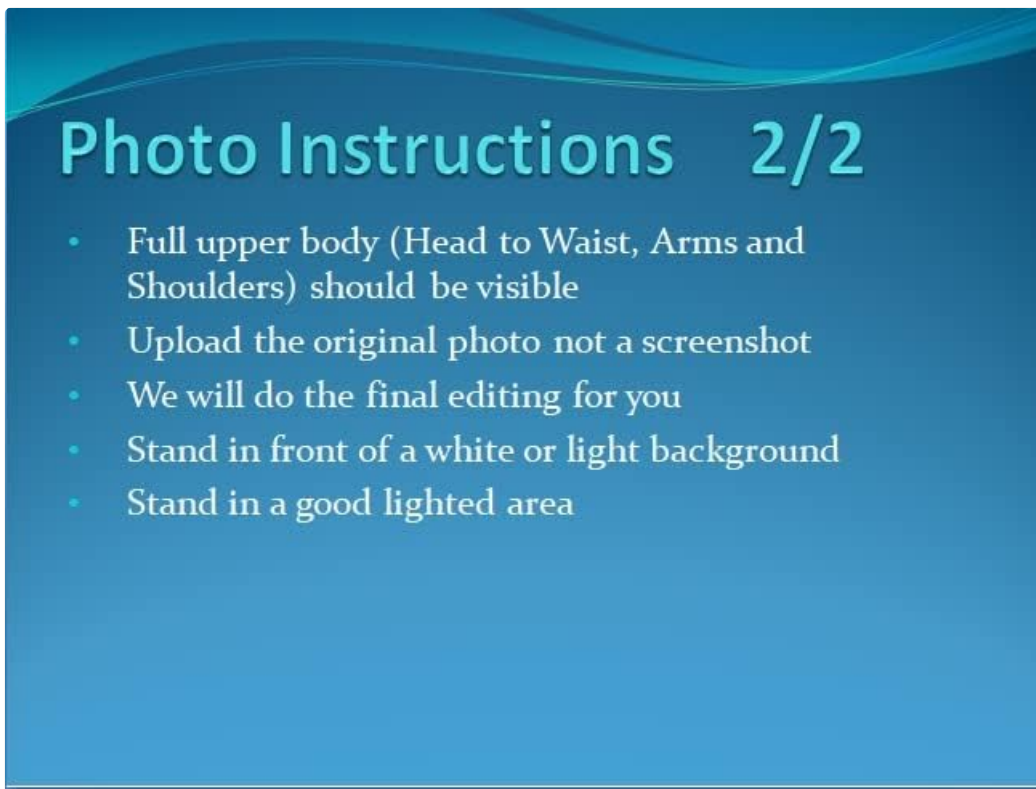 Photo Instructions 2/2
• Full upper body (Head to Waist, Arms and
Shoulders) should be visible
• Upload the original photo not a screenshot
• We will do the final editing for you
• Stand in front of a white or light background
• Stand in a good lighted area